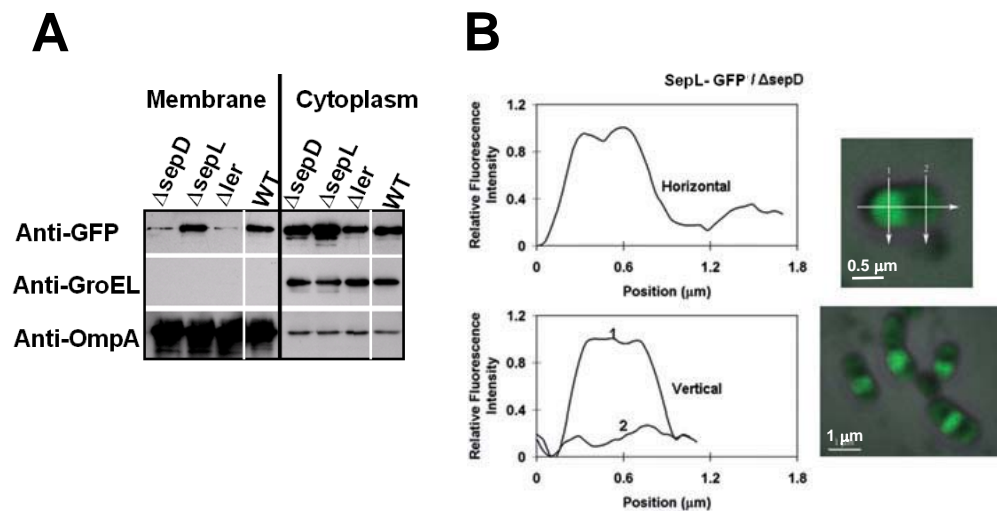 A
Membrane Cytoplasm
ΔsepD ΔsepL Δler WT ΔsepD ΔsepL Δler WT
Anti-GFP
Anti-GroEL
Anti-OmpA
B
SepL- GFP / ΔsepD
Relative Fluorescence
Intensity
1.2
0.8
0.4
0
Horizontal
0 0.6 1.2 1.8
Position (μm)
1 2
0.5 μm
Relative Fluorescence
Intensity
1.2
0.8
0.4
0
1
Vertical
2
0 0.6 1.2 1.8
Position (μm)
1 μm